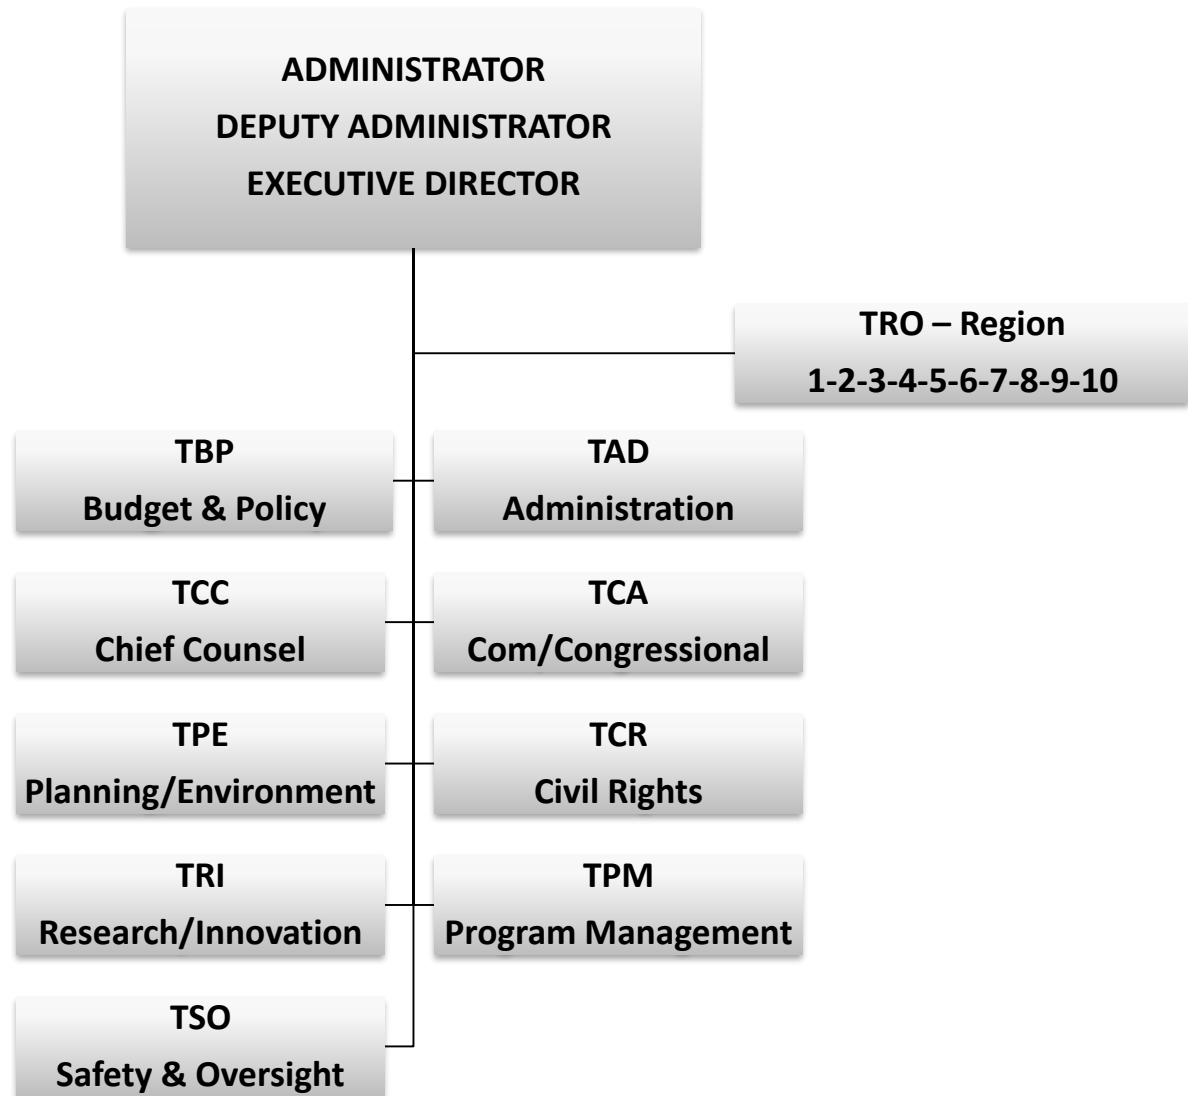 ADMINISTRATOR
DEPUTY ADMINISTRATOR
EXECUTIVE DIRECTOR
TRO – Region
1-2-3-4-5-6-7-8-9-10
TBP
Budget & Policy
TAD
Administration
TCC
Chief Counsel
TCA
Com/Congressional
TPE
Planning/Environment
TCR
Civil Rights
TRI
Research/Innovation
TPM
Program Management
TSO
Safety & Oversight